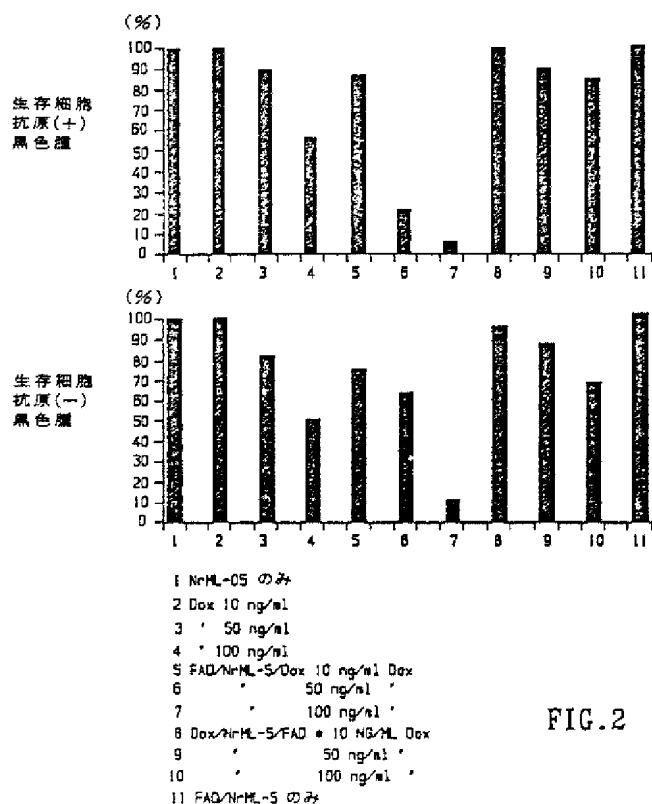 (%)
100
90
80
70
60
50
40
30
20
10
0
生存細胞
抗原(+)
黒色腫
1 2 3 4 5 6 7 8 9 10 11
(%)
100
90
80
70
60
50
40
30
20
10
0
生存細胞
抗原(−)
黒色腫
1 2 3 4 5 6 7 8 9 10 11
1 NrML-05 のみ
2 Dox 10 ng/ml
3 " 50 ng/ml
4 " 100 ng/ml
5 FAD/NrML-5/Dox 10 ng/ml Dox
6 " 50 ng/ml "
7 " 100 ng/ml "
8 Dox/NrML-5/FAD * 10 NG/ML Dox
9 " 50 ng/ml "
10 " 100 ng/ml "
11 FAD/NrML-5 のみ
FIG.2